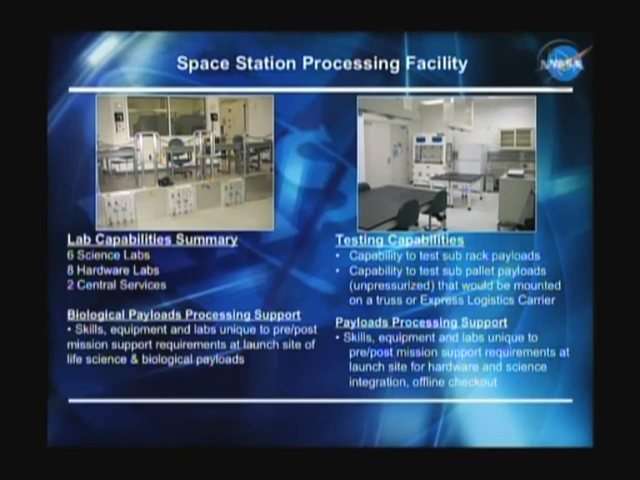 Space Station Processing Facility
NASA
Lab Capabilities Summary
6 Science Labs
8 Hardware Labs
2 Central Services
Biological Payloads Processing Support
• Skills, equipment and labs unique to pre/post
mission support requirements at launch site of
life science & biological payloads
Testing Capabilities
• Capability to test sub rack payloads
• Capability to test sub pallet payloads
(unpressurized) that would be mounted
on a truss or Express Logistics Carrier
Payloads Processing Support
• Skills, equipment and labs unique to
pre/post mission support requirements at
launch site for hardware and science
integration, offline checkout